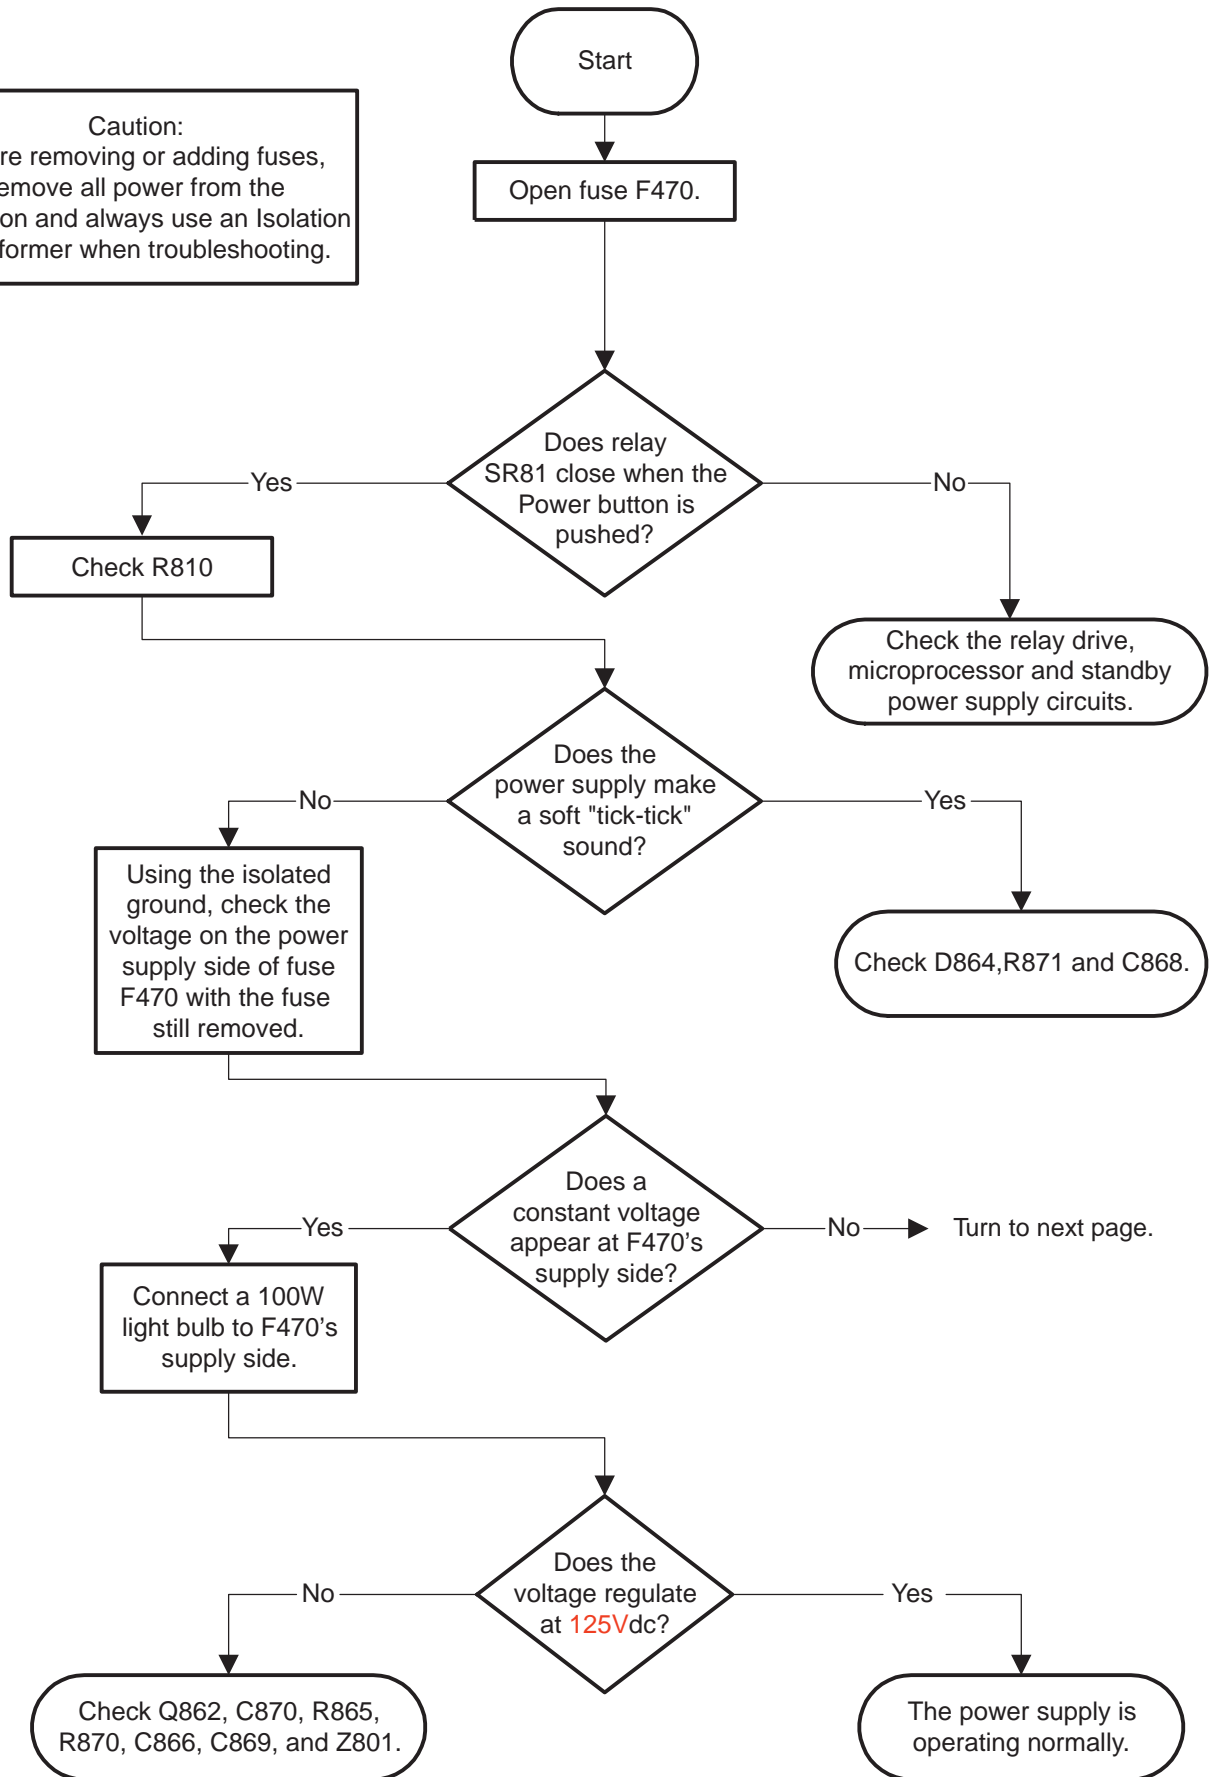 Start
Caution:
re removing or adding fuses,
emove all power from the
on and always use an Isolation
former when troubleshooting.
Open fuse F470.
Does relay
SR81 close when the
Power button is
pushed?
Yes
No
Check R810
Check the relay drive,
microprocessor and standby
power supply circuits.
Does the
power supply make
a soft "tick-tick"
sound?
No
Yes
Using the isolated
ground, check the
voltage on the power
supply side of fuse
F470 with the fuse
still removed.
Check D864,R871 and C868.
Does a
constant voltage
appear at F470’s
supply side?
Yes
No
Turn to next page.
Connect a 100W
light bulb to F470’s
supply side.
Does the
voltage regulate
at 125Vdc?
No
Yes
Check Q862, C870, R865,
R870, C866, C869, and Z801.
The power supply is
operating normally.